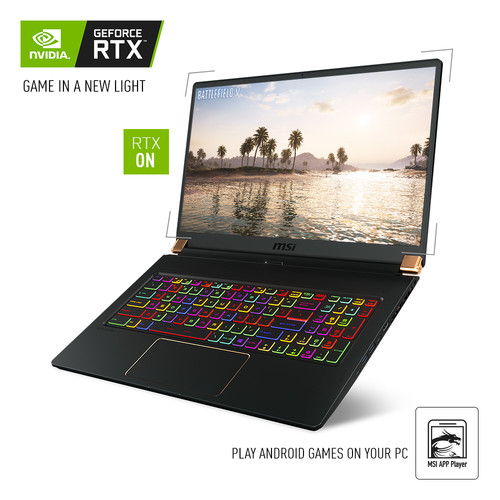 NVIDIA.
GEFORCE
RTX™
GAME IN A NEW LIGHT
BATTLEFIELD V
RTX
ON
msi
PLAY ANDROID GAMES ON YOUR PC
MSI APP Player